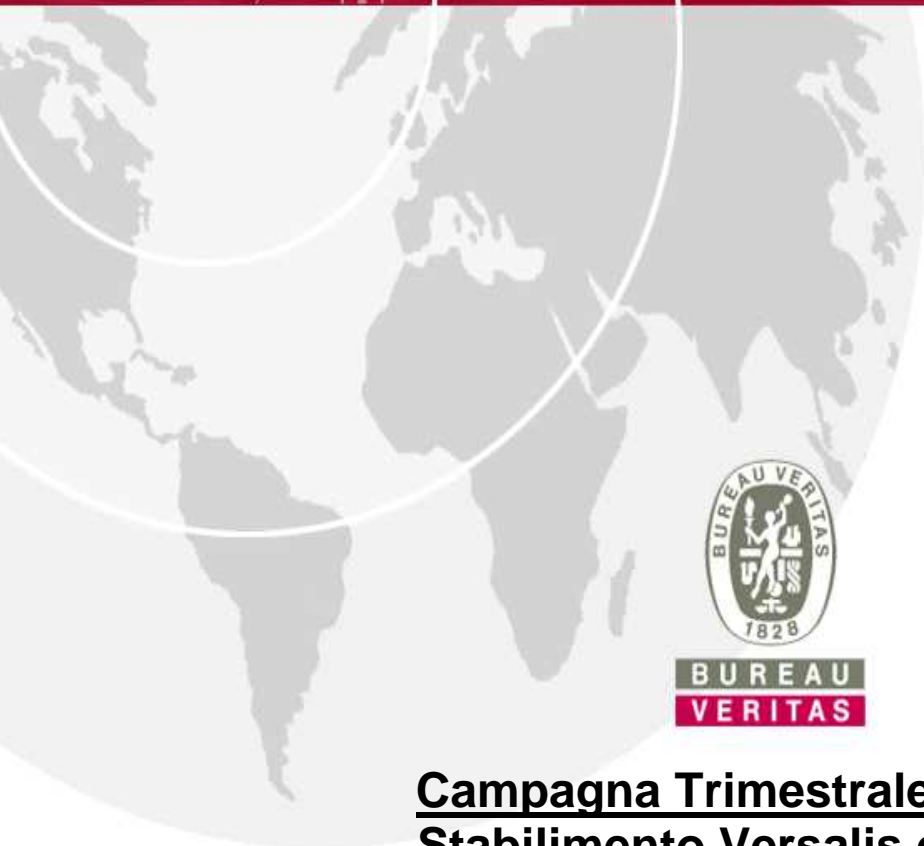 BUREAU VERITAS
1828
BUREAU
VERITAS
Campagna Trimestrale
Stabilimento Versalis